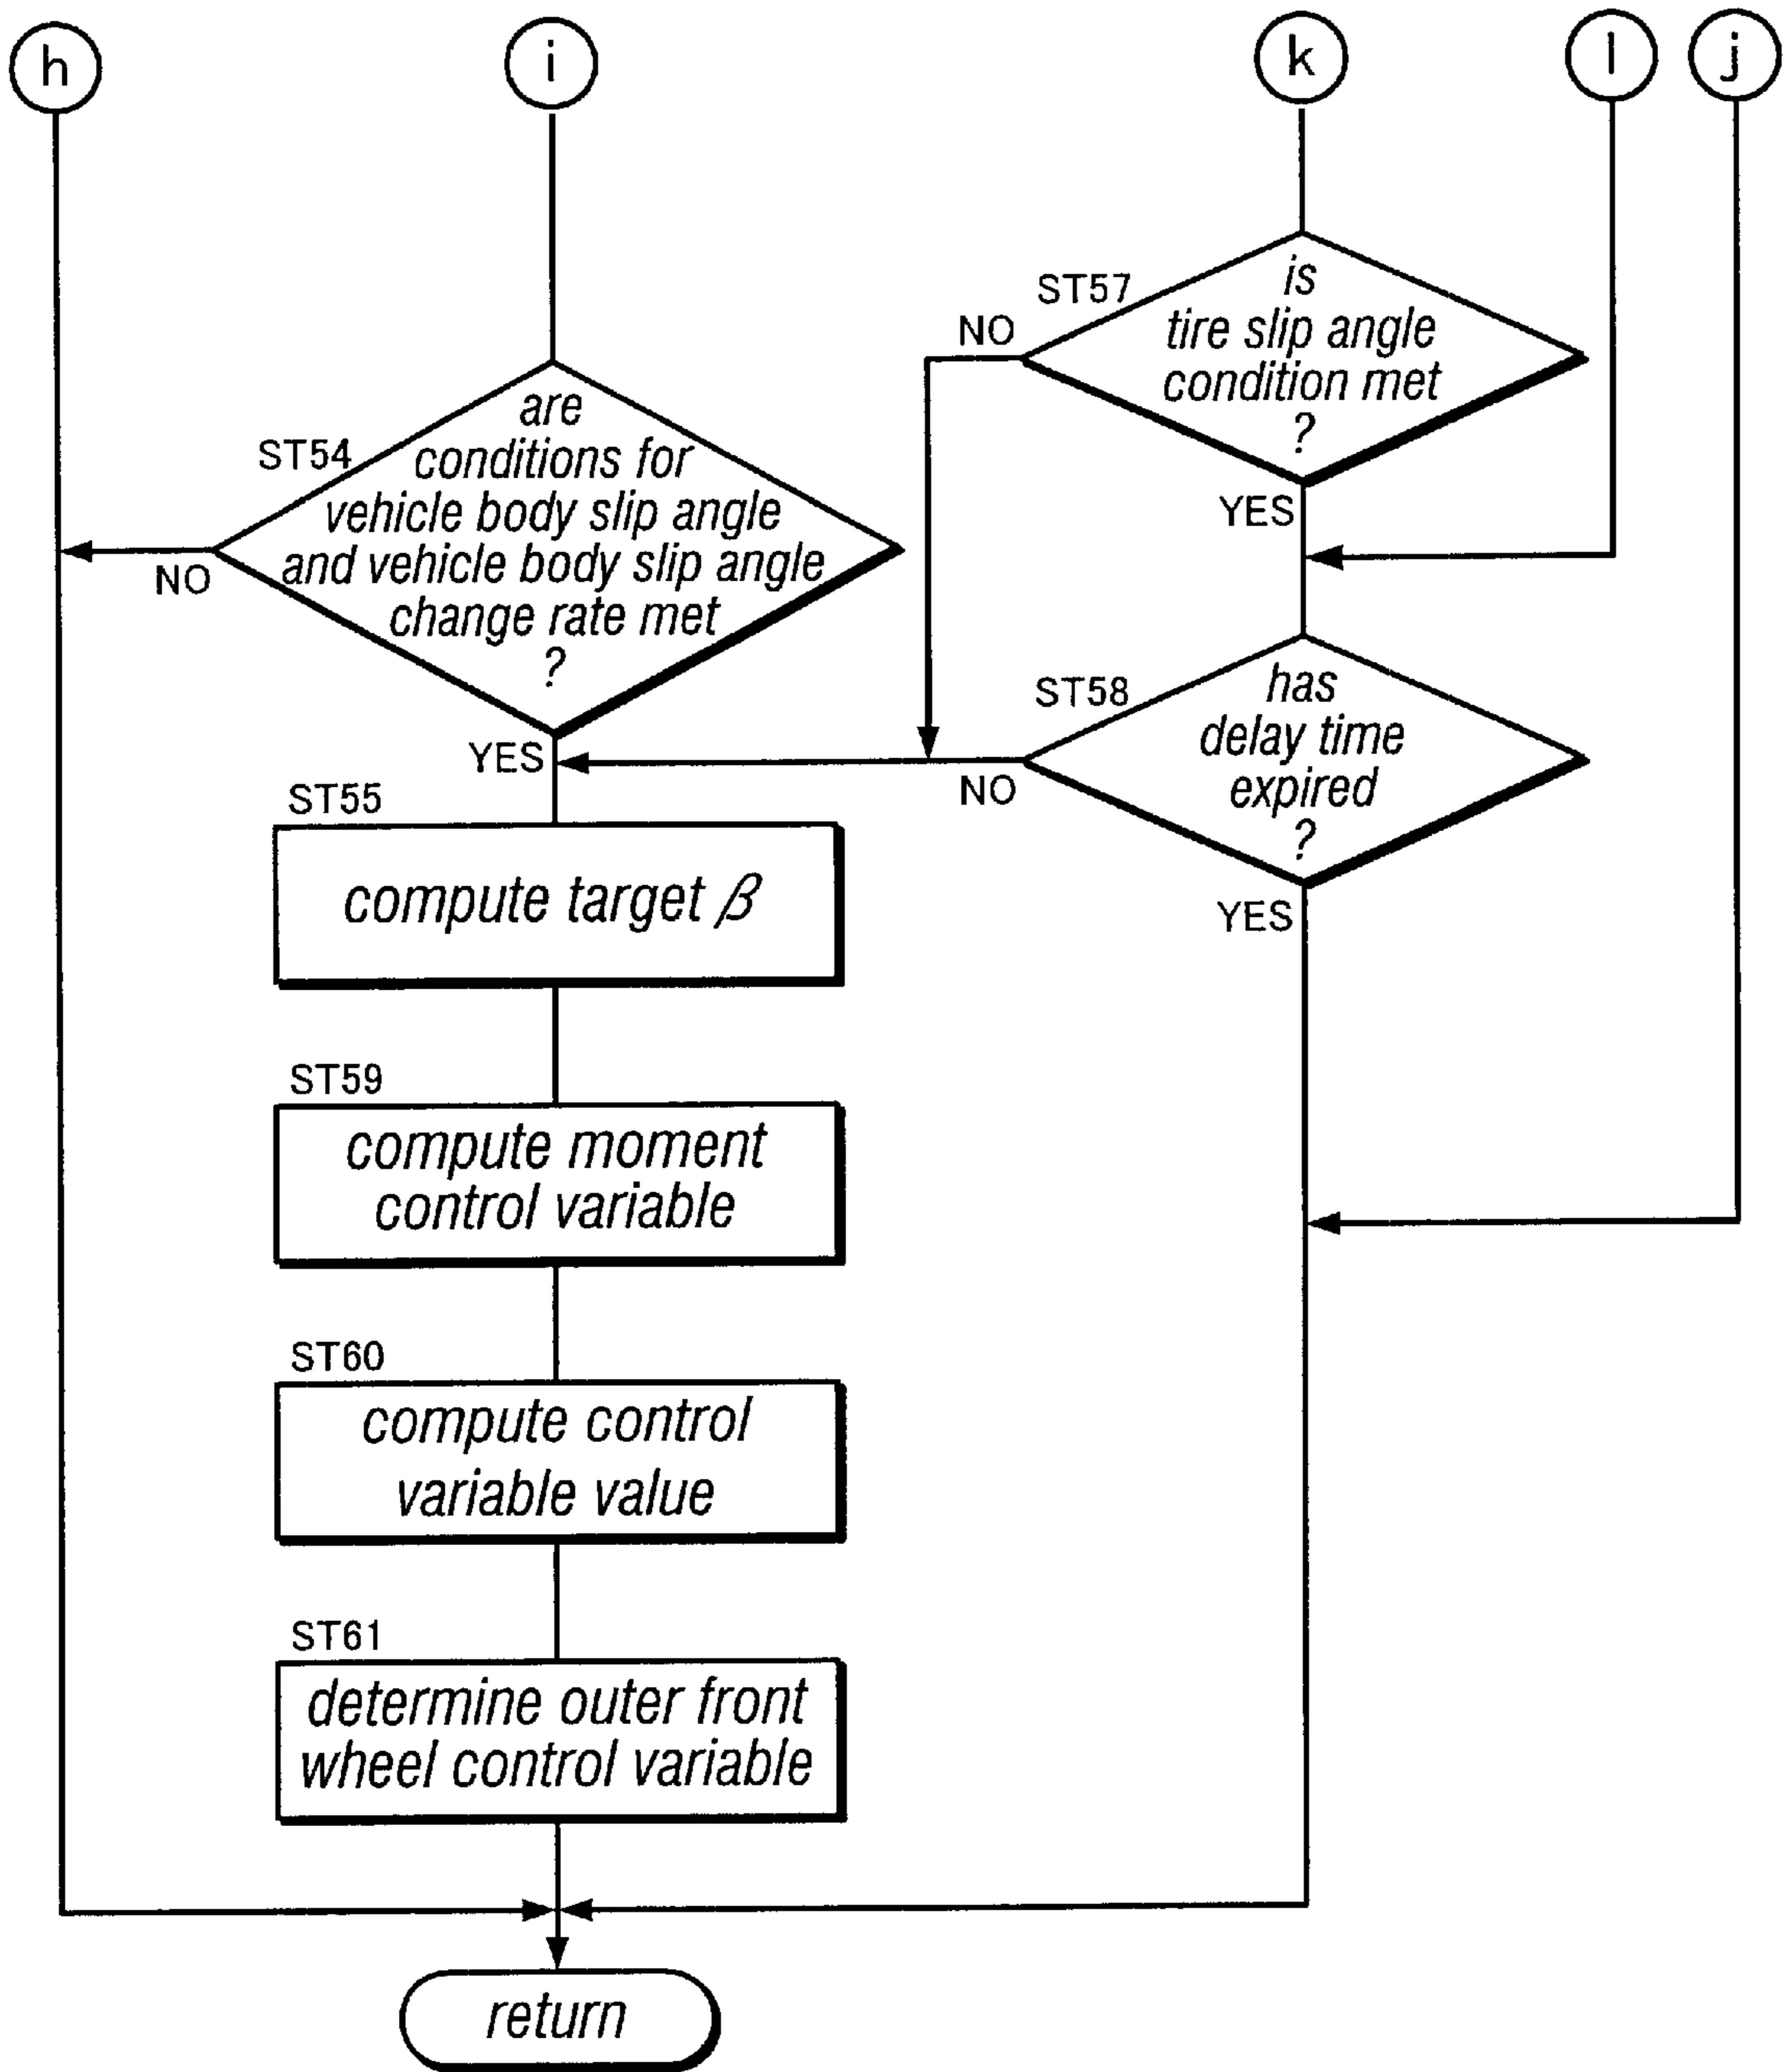 h
i
k
l
j
ST57
is
tire slip angle
condition met
?
NO
YES
ST54
are
conditions for
vehicle body slip angle
and vehicle body slip angle
change rate met
?
NO
YES
ST58
has
delay time
expired
?
NO
YES
ST55
compute target β
ST59
compute moment
control variable
ST60
compute control
variable value
ST61
determine outer front
wheel control variable
return